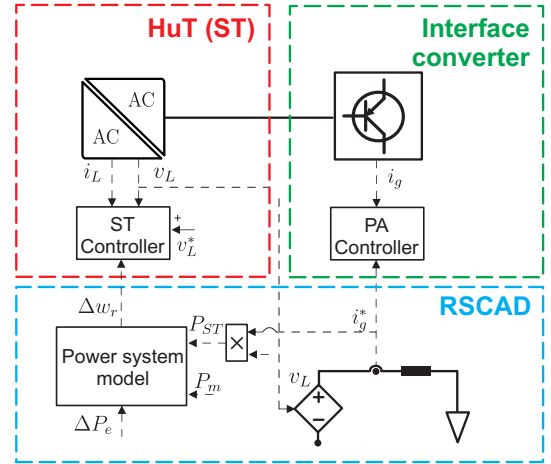 HuT (ST)
Interface
converter
AC
AC
i_L
v_L
i_g
ST
Controller
+
v_L^*
PA
Controller
RSCAD
Δw_r
P_ST
×
i_g^*
Power system
model
P_m
-
v_L
+
−
ΔP_e